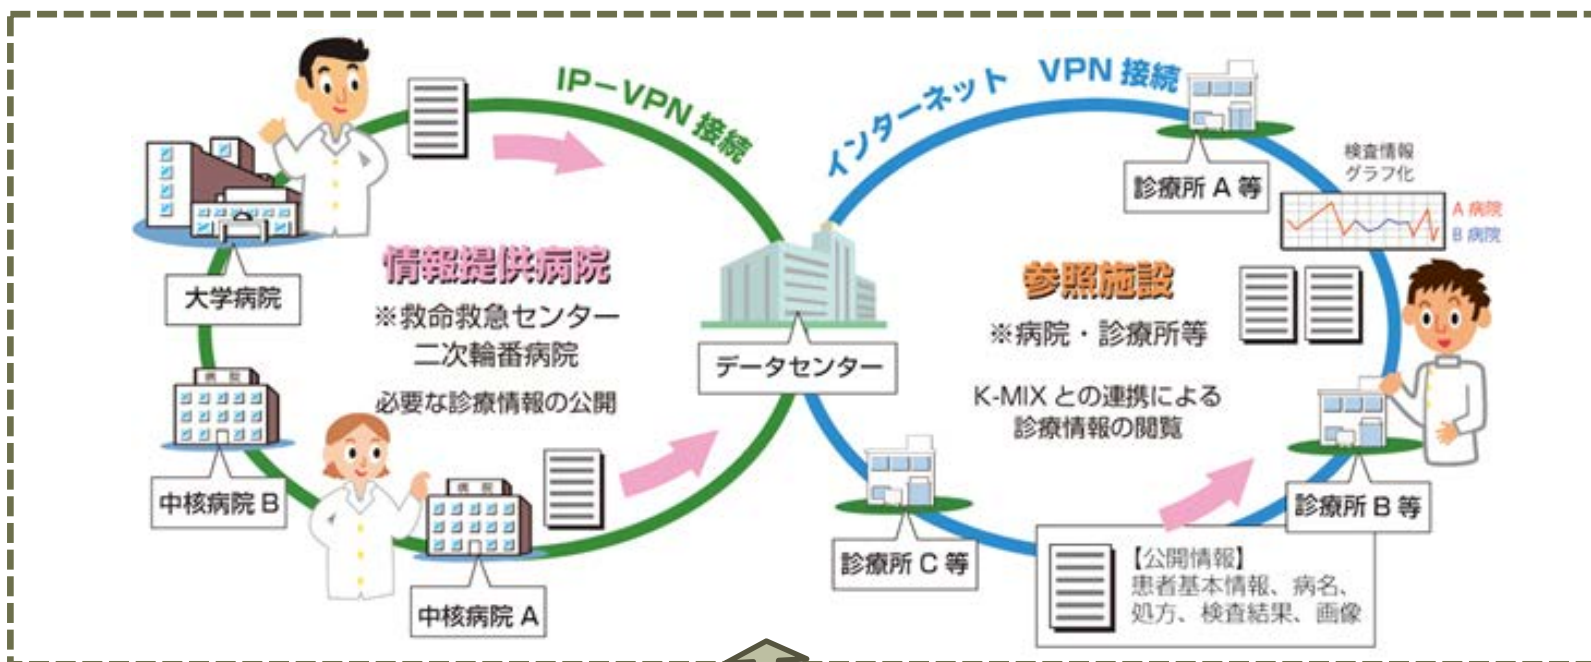 IP－VPN 接続
インターネット　VPN 接続
診療所 A 等
検査情報
グラフ化
A 病院
B 病院
大学病院
情報提供病院
※救命救急センター
二次輪番病院
必要な診療情報の公開
データセンター
参照施設
※病院・診療所等
K-MIX との連携による
診療情報の閲覧
病 院
中核病院 B
病 院
中核病院 A
診療所 C 等
診療所 B 等
【公開情報】
患者基本情報、病名、
処方、検査結果、画像